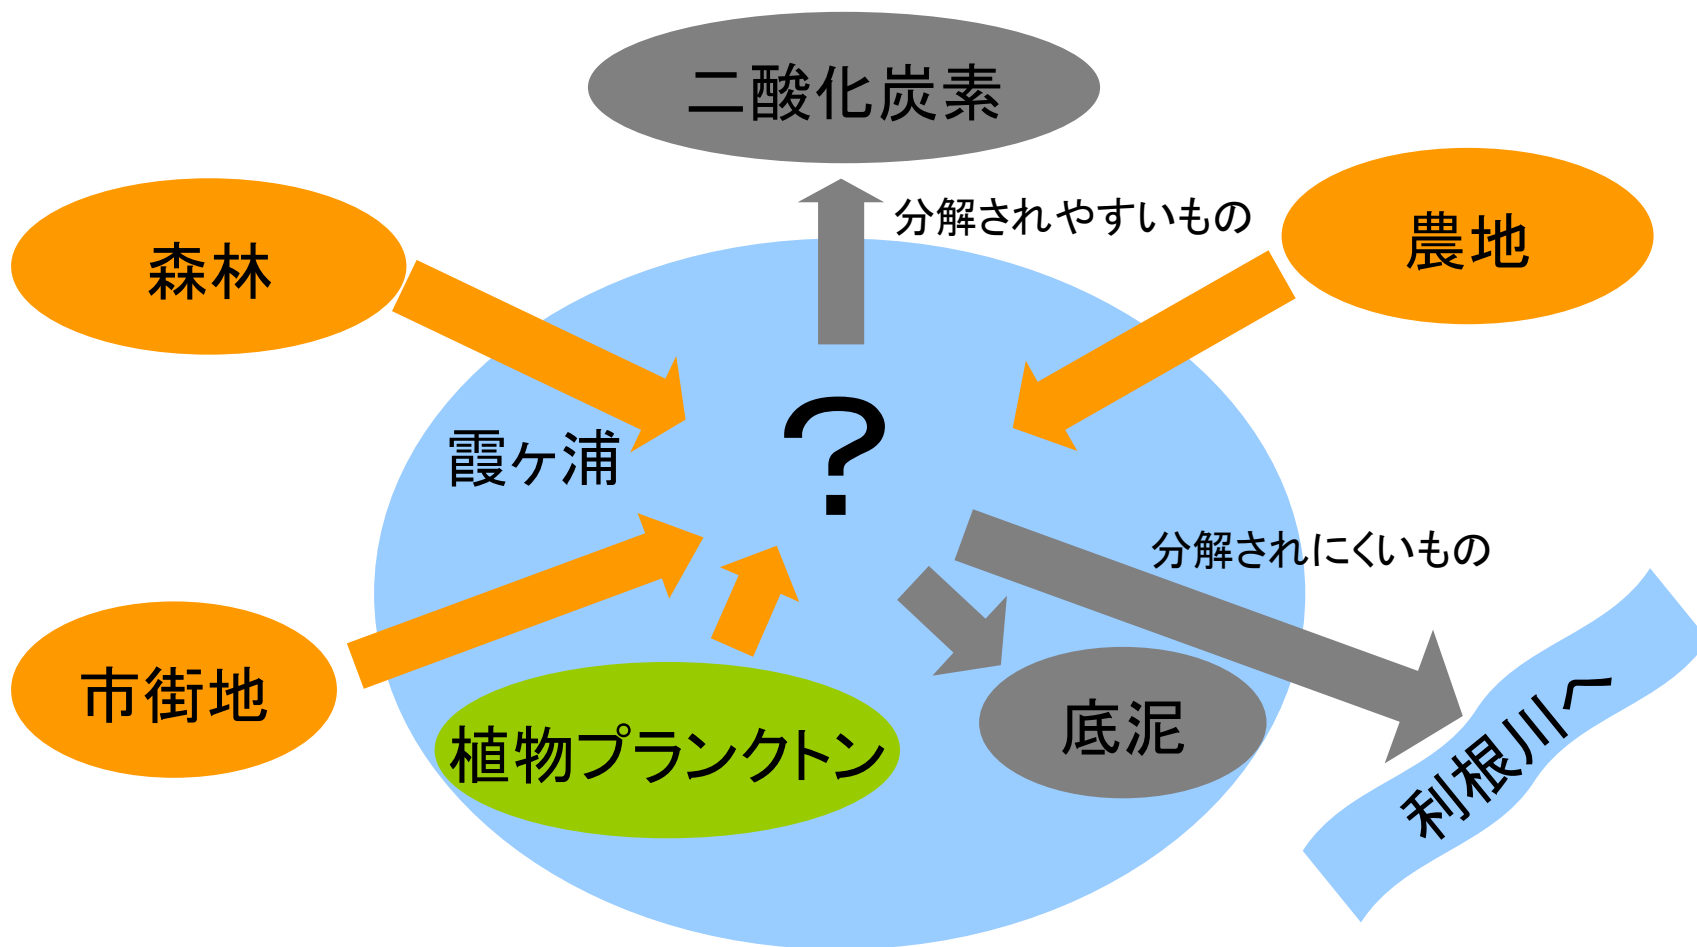 二酸化炭素
分解されやすいもの
農地
森林
？
霞ヶ浦
分解されにくいもの
市街地
植物プランクトン
底泥
利根川へ